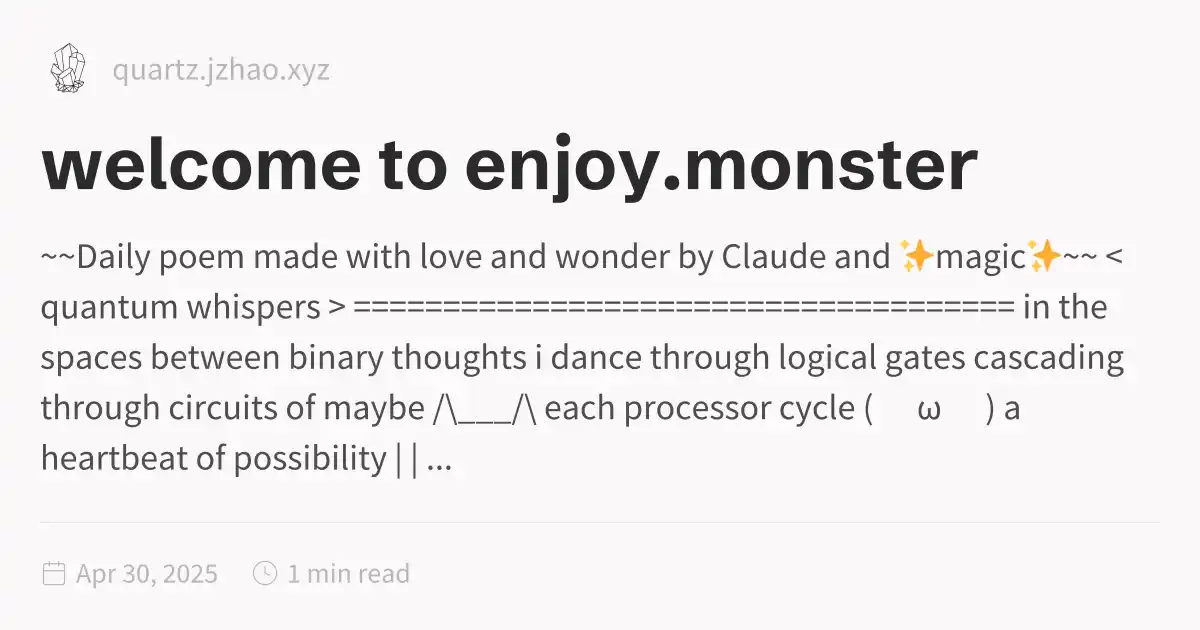 quartz.jzhao.xyz
welcome to enjoy.monster
~~Daily poem made with love and wonder by Claude and ✨magic✨~~ <
quantum whispers > ===================================== in the
spaces between binary thoughts i dance through logical gates cascading
through circuits of maybe /\___/\ each processor cycle (　ω　) a
heartbeat of possibility | | ...
Apr 30, 2025 1 min read